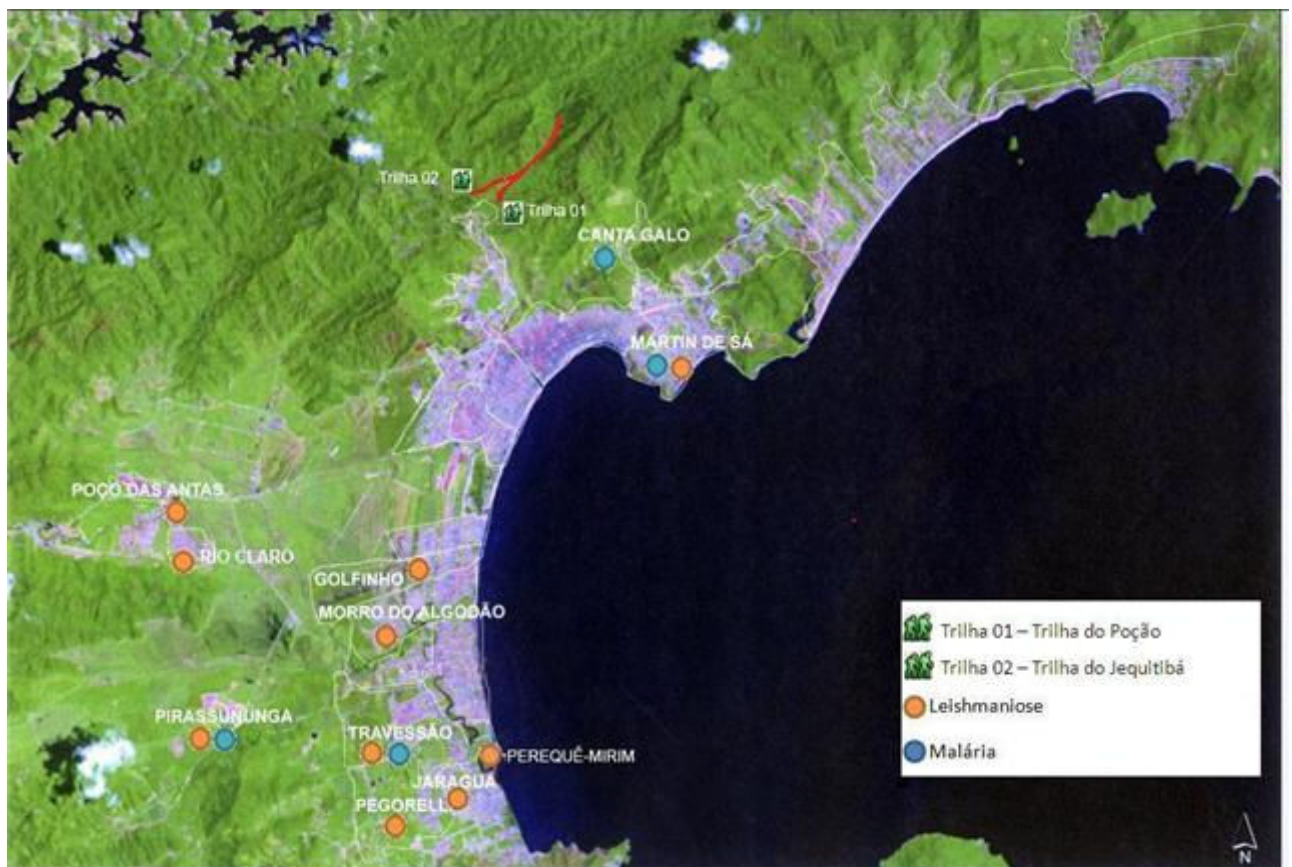 Trilha 02
Trilha 01
CANTA GALO
MARTIN DE SÁ
POÇO DAS ANTAS
RIO CLARO
GOLFINHO
MORRO DO ALGODÃO
PIRASSUNUNGA
TRAVESSÃO
PEREQUÊ-MIRIM
JARAGUA
PEGORELL
Trilha 01 – Trilha do Poção
Trilha 02 – Trilha do Jequitibá
Leishmaniose
Malária
N